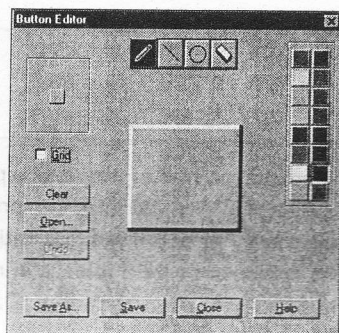 Button Editor
Grid
Clear
Open...
Undo
Save As...
Save
Close
Help